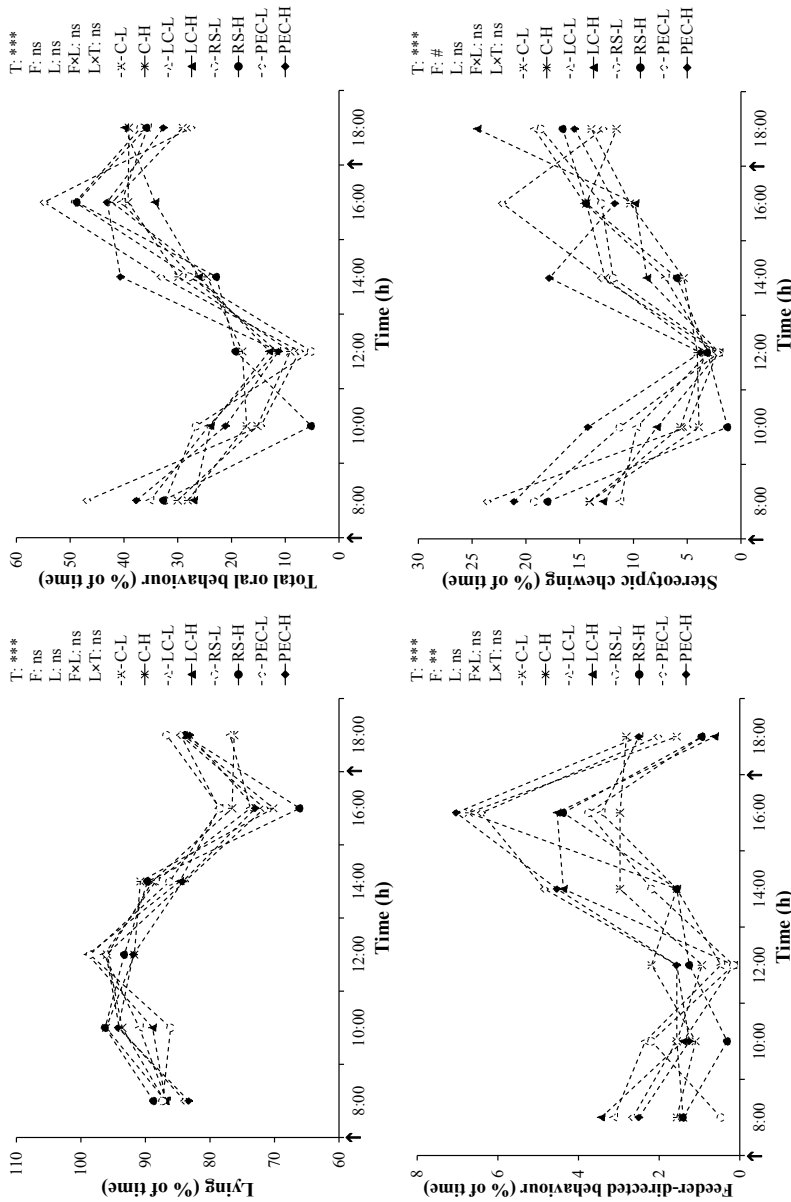 Lying (% of time)
110
100
90
80
70
60
8:00
10:00
12:00
14:00
16:00
18:00
Time (h)
T: ***
F: ns
L: ns
F×L: ns
L×T: ns
C-L
C-H
LC-L
LC-H
RS-L
RS-H
PEC-L
PEC-H
Total oral behaviour (% of time)
60
50
40
30
20
10
0
8:00
10:00
12:00
14:00
16:00
18:00
Time (h)
T: ***
F: ns
L: ns
F×L: ns
L×T: ns
C-L
C-H
LC-L
LC-H
RS-L
RS-H
PEC-L
PEC-H
Feeder-directed behaviour (% of time)
8
6
4
2
0
8:00
10:00
12:00
14:00
16:00
18:00
Time (h)
T: ***
F: **
L: ns
F×L: ns
L×T: ns
C-L
C-H
LC-L
LC-H
RS-L
RS-H
PEC-L
PEC-H
Stereotypic chewing (% of time)
30
25
20
15
10
5
0
8:00
10:00
12:00
14:00
16:00
18:00
Time (h)
T: ***
F: #
L: ns
F×L: ns
L×T: ns
C-L
C-H
LC-L
LC-H
RS-L
RS-H
PEC-L
PEC-H